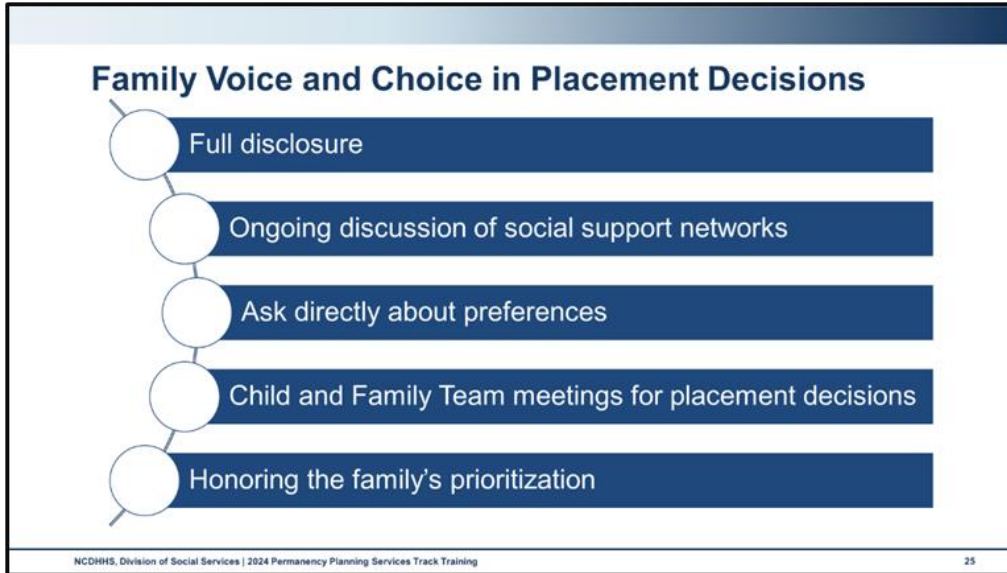 Family Voice and Choice in Placement Decisions
Full disclosure
Ongoing discussion of social support networks
Ask directly about preferences
Child and Family Team meetings for placement decisions
Honoring the family's prioritization
NCDHHS, Division of Social Services | 2024 Permanency Planning Services Track Training
25